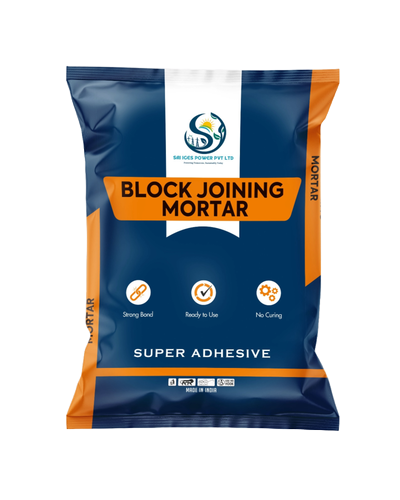 SRI IGES POWER PVT LTD
BLOCK JOINING
MORTAR
MORTAR
MORTAR
Strong Bond
Ready to Use
No Curing
SUPER ADHESIVE
MADE IN INDIA